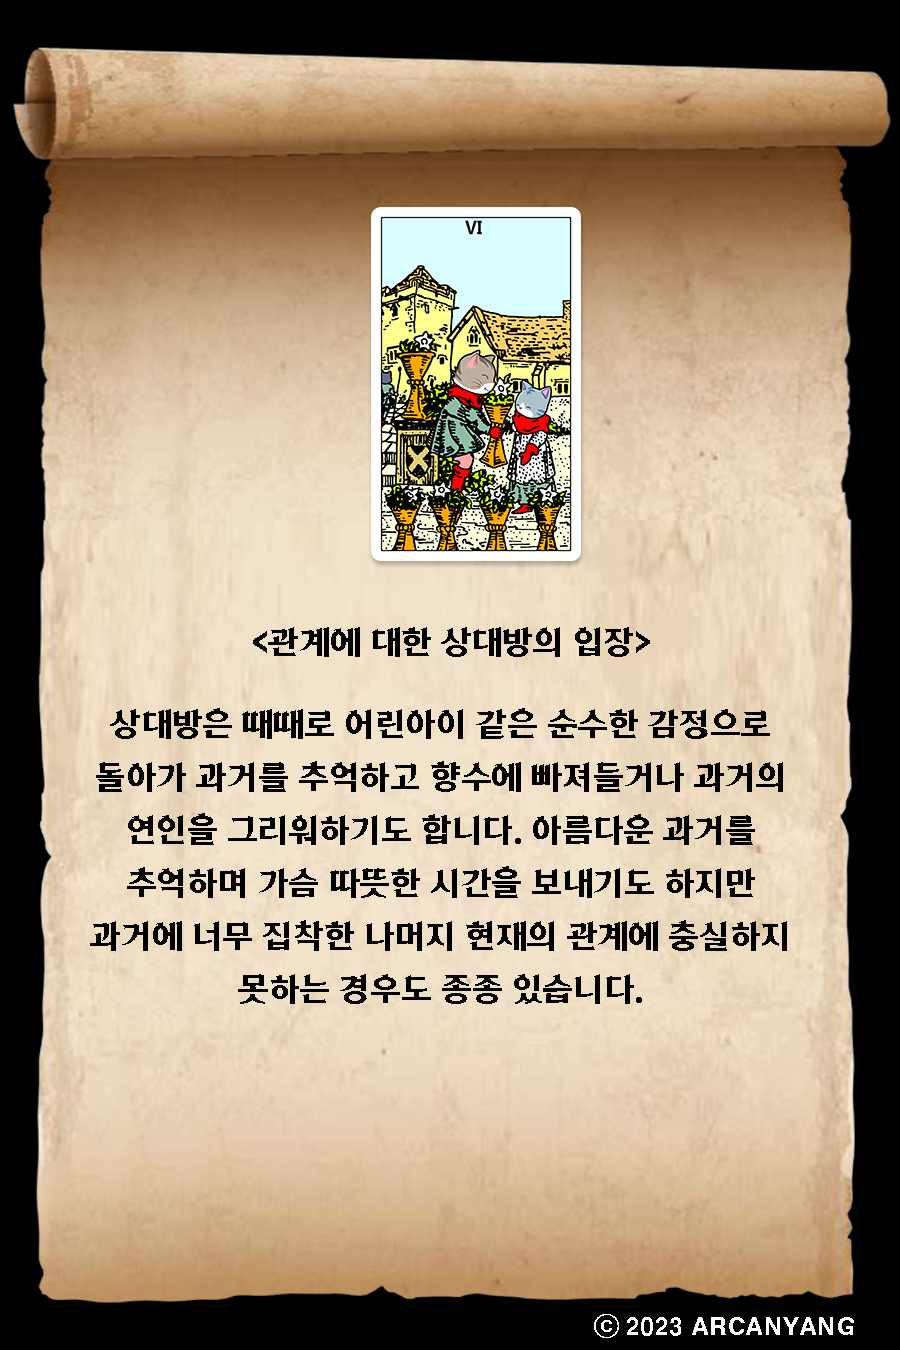 VI
<관계에 대한 상대방의 입장>
상대방은 때때로 어린아이 같은 순수한 감정으로
돌아가 과거를 추억하고 향수에 빠져들거나 과거의
연인을 그리워하기도 합니다. 아름다운 과거를
추억하며 가슴 따뜻한 시간을 보내기도 하지만
과거에 너무 집착한 나머지 현재의 관계에 충실하지
못하는 경우도 종종 있습니다.
ⓒ 2023 ARCANYANG